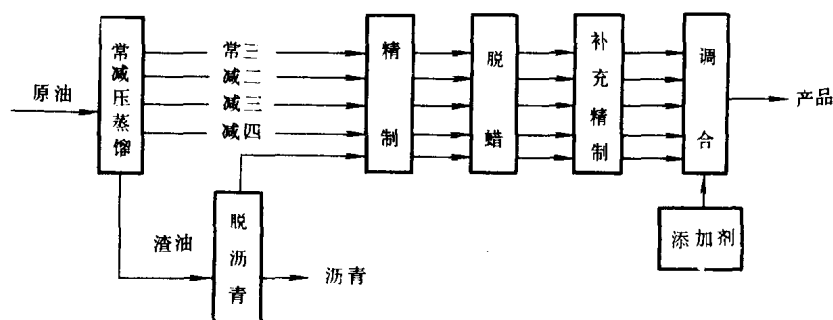 原油
常减压蒸馏
常三
减二
减三
减四
精制
脱蜡
补充精制
调合
产品
添加剂
渣油
脱沥青
沥青